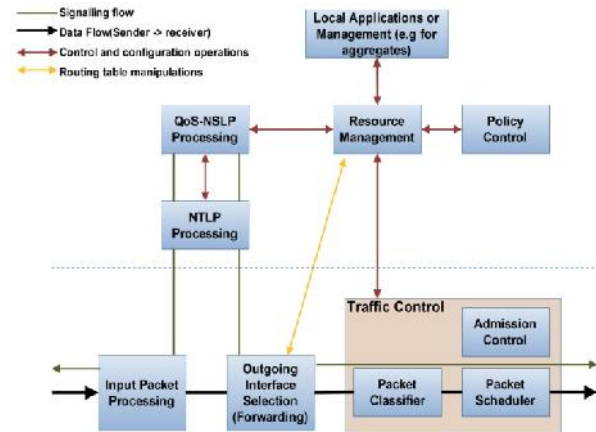 Signalling flow
Data Flow(Sender -> receiver)
Control and configuration operations
Routing table manipulations
Local Applications or
Management (e.g for
aggregates)
QoS-NSLP
Processing
Resource
Management
Policy
Control
NTLP
Processing
Traffic Control
Admission
Control
Input Packet
Processing
Outgoing
Interface
Selection
(Forwarding)
Packet
Classifier
Packet
Scheduler